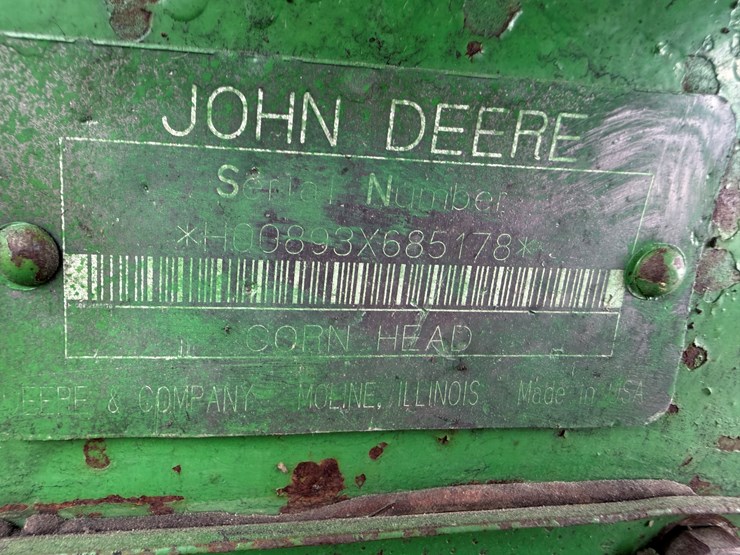 JOHN DEERE
Serial Number
*H00893X685178*
CORN HEAD
DEERE & COMPANY MOLINE, ILLINOIS Made in USA